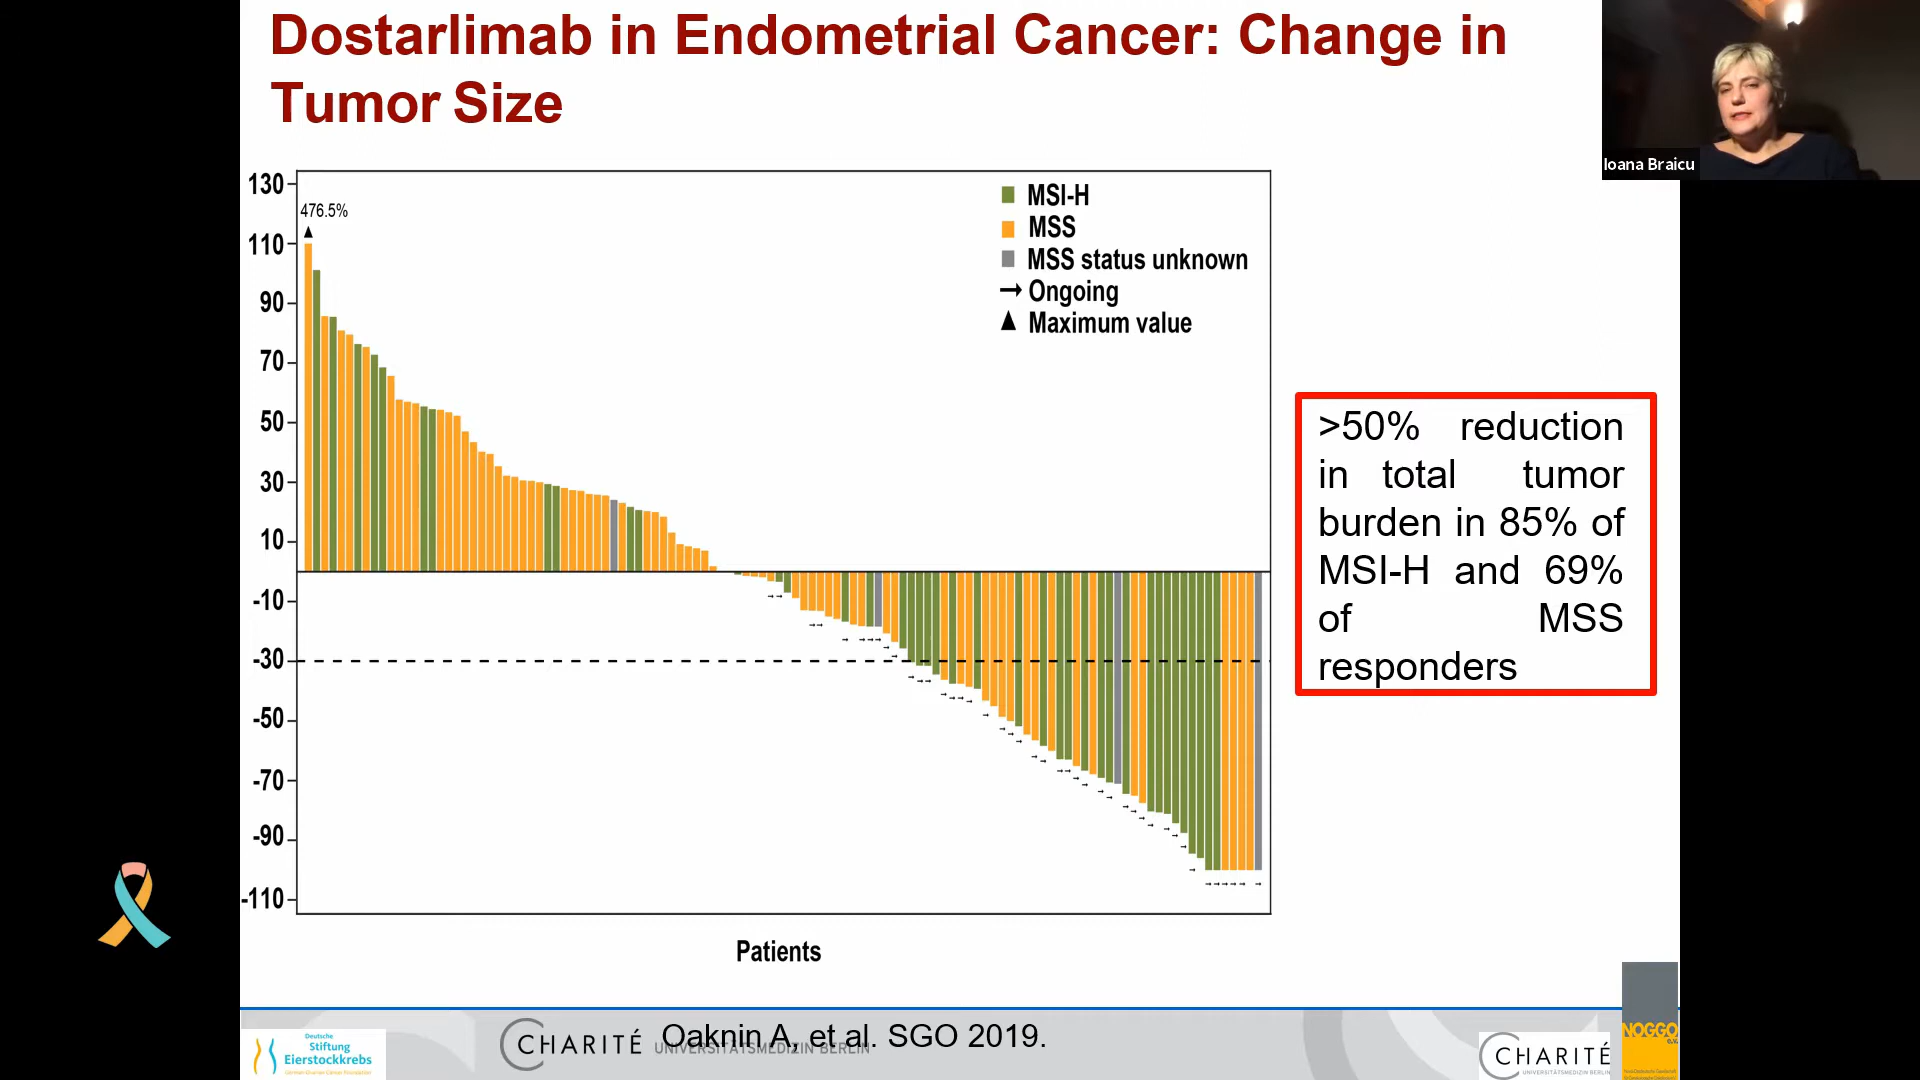 Dostarlimab in Endometrial Cancer: Change in
Tumor Size
Ioana Braicu
130
110
90
70
50
30
10
-10
-30
-50
-70
-90
-110
476.5%
MSI-H
MSS
MSS status unknown
Ongoing
Maximum value
Patients
>50% reduction
in total tumor
burden in 85% of
MSI-H and 69%
of MSS
responders
Deutsche
Stiftung
Eierstockkrebs
CHARITÉ
UNIVERSITÄTSMEDIZIN BERLIN
Oaknin A, et al. SGO 2019.
CHARITÉ
UNIVERSITÄTSMEDIZIN BERLIN
NOGGO
e.V.